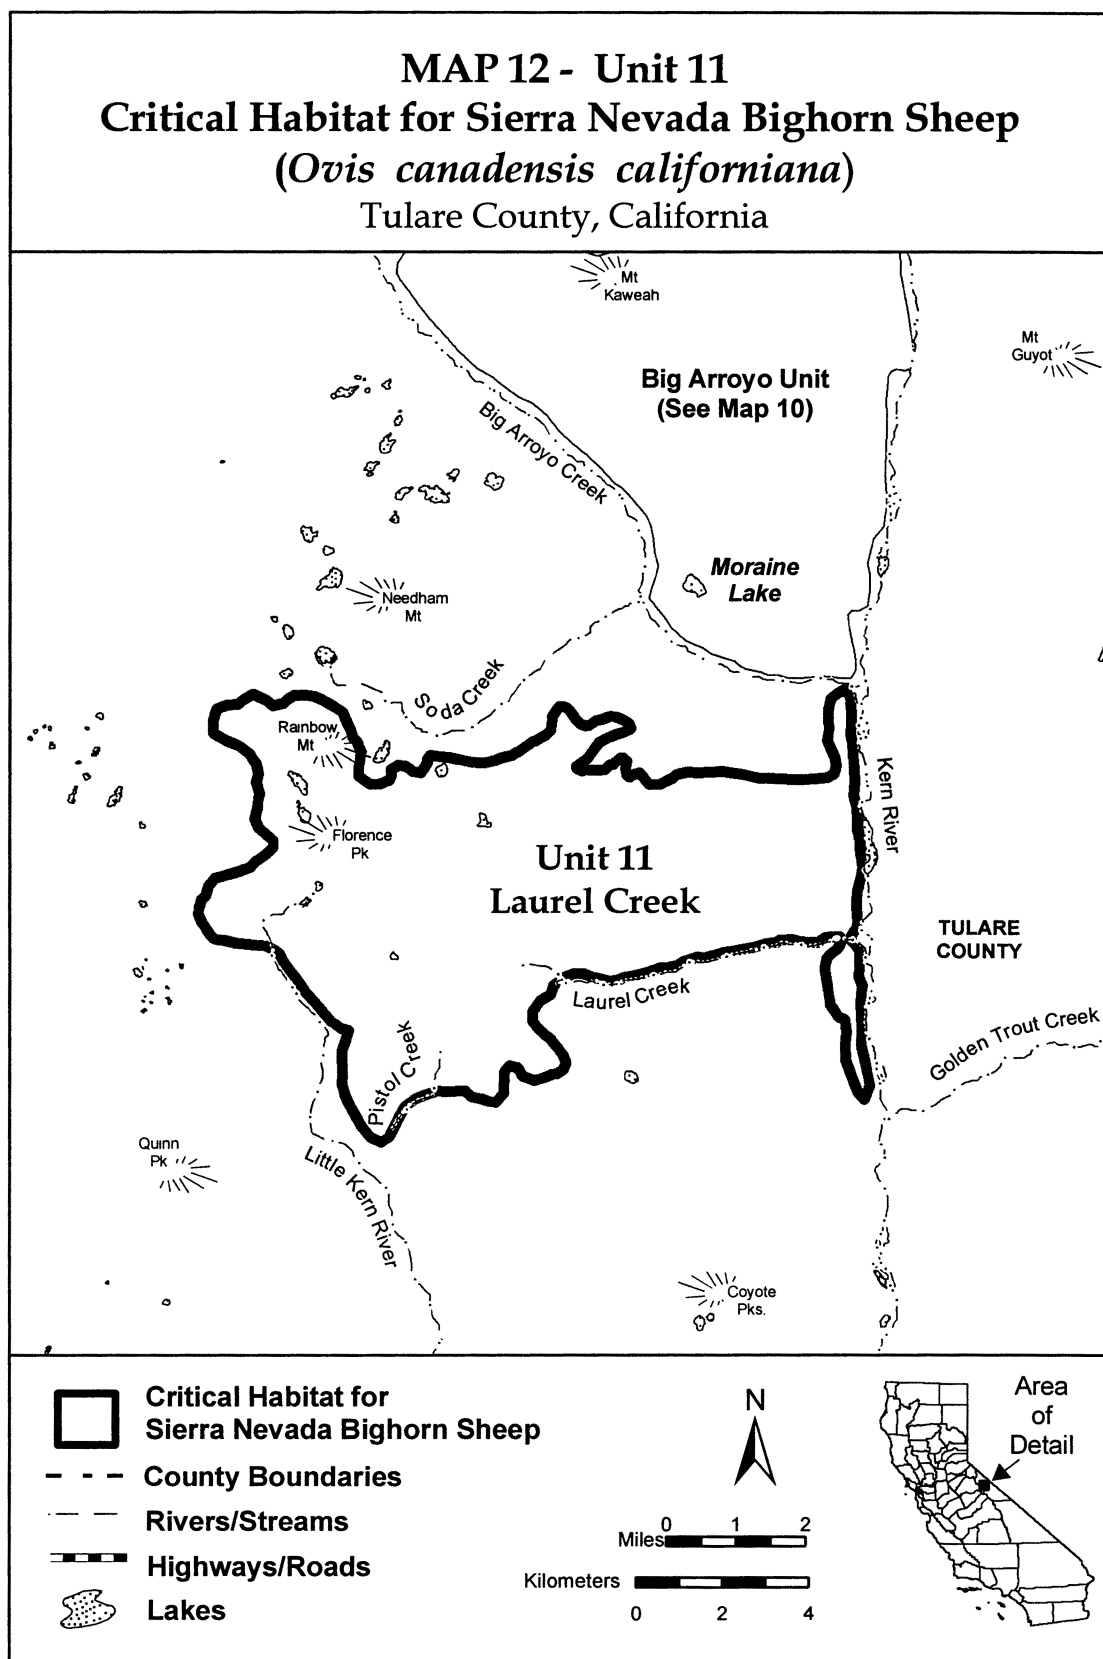 MAP 12 - Unit 11
Critical Habitat for Sierra Nevada Bighorn Sheep
(Ovis canadensis californiana)
Tulare County, California
Mt
Kaweah
Mt
Guyot
Big Arroyo Unit
(See Map 10)
Big Arroyo Creek
Moraine
Lake
Needham
Mt
Soda Creek
Rainbow
Mt
Kern River
Florence
Pk
Unit 11
Laurel Creek
TULARE
COUNTY
Laurel Creek
Golden Trout Creek
Pistol Creek
Quinn
Pk
Little Kern River
Coyote
Pks.
Critical Habitat for
Sierra Nevada Bighorn Sheep
County Boundaries
Rivers/Streams
Highways/Roads
Lakes
N
0 1 2
Miles
Kilometers
0 2 4
Area
of
Detail